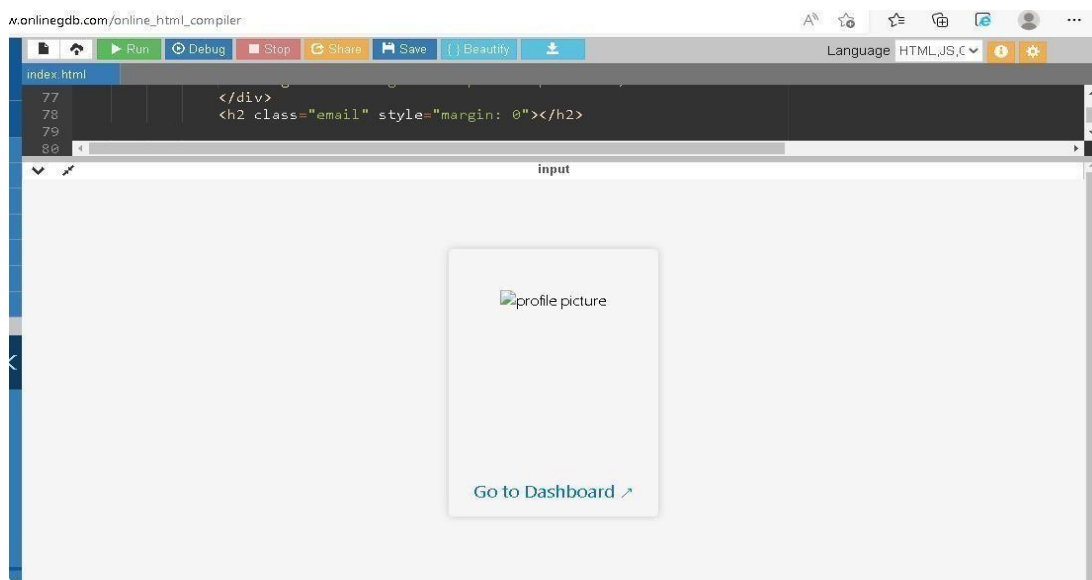 w.onlinegdb.com/online_html_compiler
Run Debug Stop Share Save { } Beautify Language HTML,JS,C
index.html
77 </div>
78 <h2 class="email" style="margin: 0"></h2>
79
80
input
profile picture
Go to Dashboard ↗